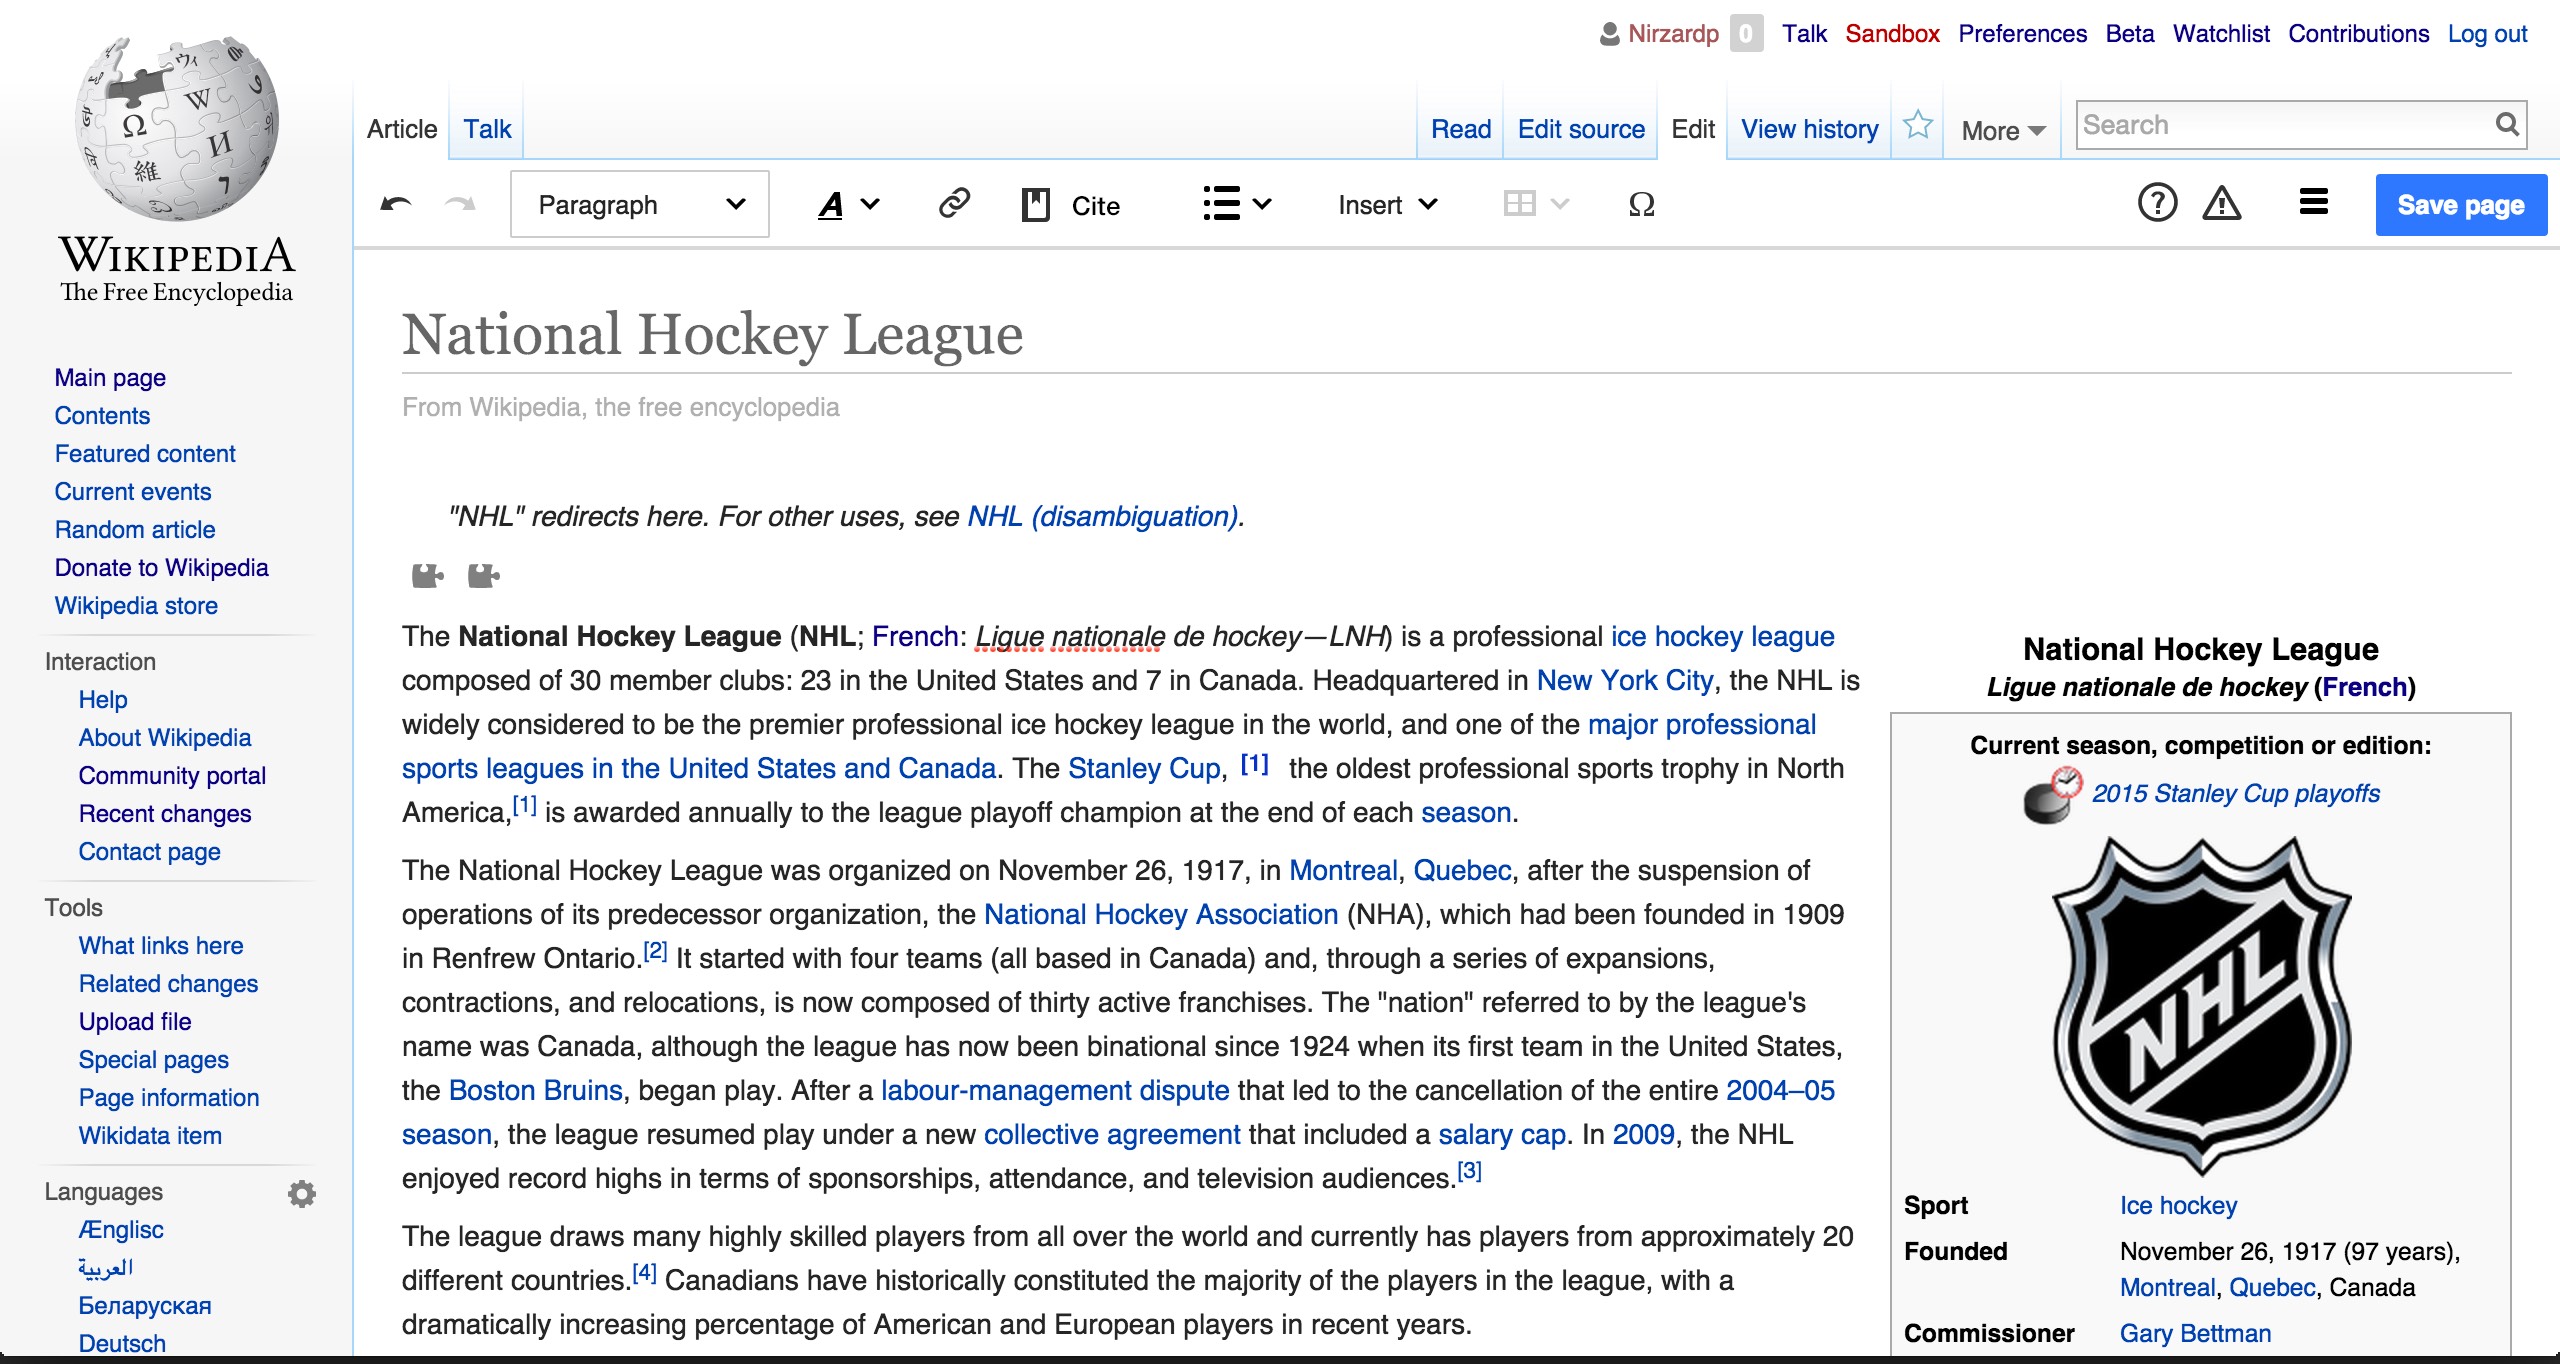 Nirzardp 0 Talk Sandbox Preferences Beta Watchlist Contributions Log out
Article Talk Read Edit source Edit View history More Search
Paragraph A Cite Insert Ω Save page
WIKIPEDIA
The Free Encyclopedia
Main page
Contents
Featured content
Current events
Random article
Donate to Wikipedia
Wikipedia store
Interaction
Help
About Wikipedia
Community portal
Recent changes
Contact page
Tools
What links here
Related changes
Upload file
Special pages
Page information
Wikidata item
Languages
Ænglisc
العربية
Беларуская
Deutsch
National Hockey League
From Wikipedia, the free encyclopedia
"NHL" redirects here. For other uses, see NHL (disambiguation).
The National Hockey League (NHL; French: Ligue nationale de hockey—LNH) is a professional ice hockey league
composed of 30 member clubs: 23 in the United States and 7 in Canada. Headquartered in New York City, the NHL is
widely considered to be the premier professional ice hockey league in the world, and one of the major professional
sports leagues in the United States and Canada. The Stanley Cup, [1] the oldest professional sports trophy in North
America,[1] is awarded annually to the league playoff champion at the end of each season.
The National Hockey League was organized on November 26, 1917, in Montreal, Quebec, after the suspension of
operations of its predecessor organization, the National Hockey Association (NHA), which had been founded in 1909
in Renfrew Ontario.[2] It started with four teams (all based in Canada) and, through a series of expansions,
contractions, and relocations, is now composed of thirty active franchises. The "nation" referred to by the league's
name was Canada, although the league has now been binational since 1924 when its first team in the United States,
the Boston Bruins, began play. After a labour-management dispute that led to the cancellation of the entire 2004–05
season, the league resumed play under a new collective agreement that included a salary cap. In 2009, the NHL
enjoyed record highs in terms of sponsorships, attendance, and television audiences.[3]
The league draws many highly skilled players from all over the world and currently has players from approximately 20
different countries.[4] Canadians have historically constituted the majority of the players in the league, with a
dramatically increasing percentage of American and European players in recent years.
National Hockey League
Ligue nationale de hockey (French)
Current season, competition or edition:
2015 Stanley Cup playoffs
NHL
Sport Ice hockey
Founded November 26, 1917 (97 years),
Montreal, Quebec, Canada
Commissioner Gary Bettman